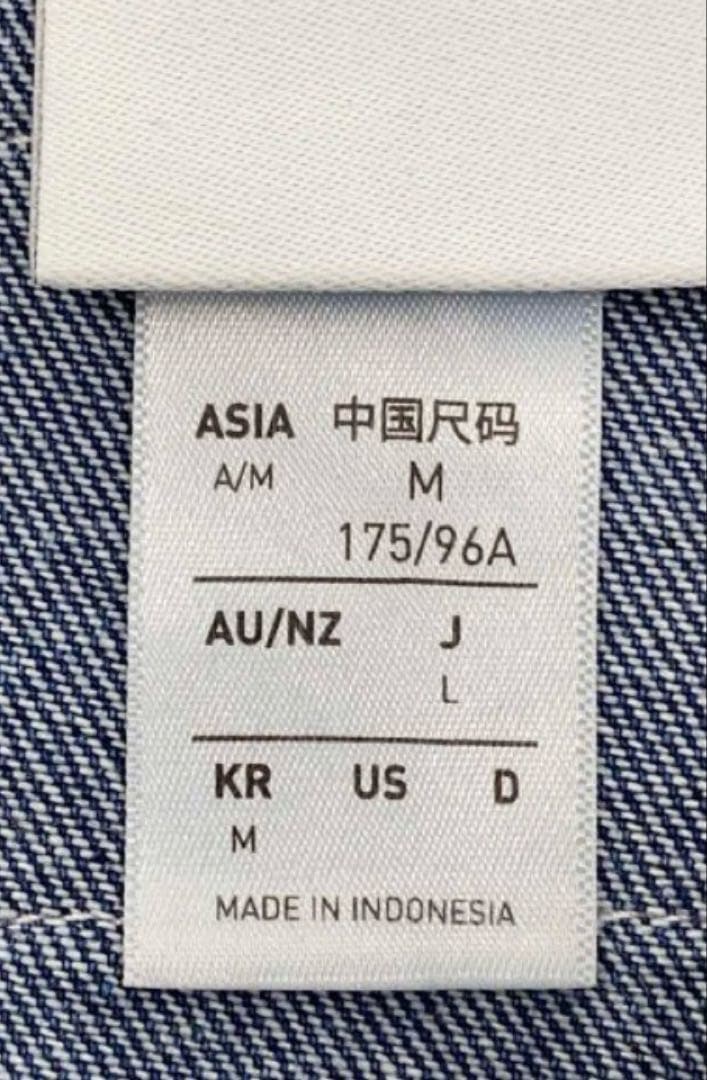 ASIA 中国尺码
A/M M
175/96A
AU/NZ J
L
KR US D
M
MADE IN INDONESIA